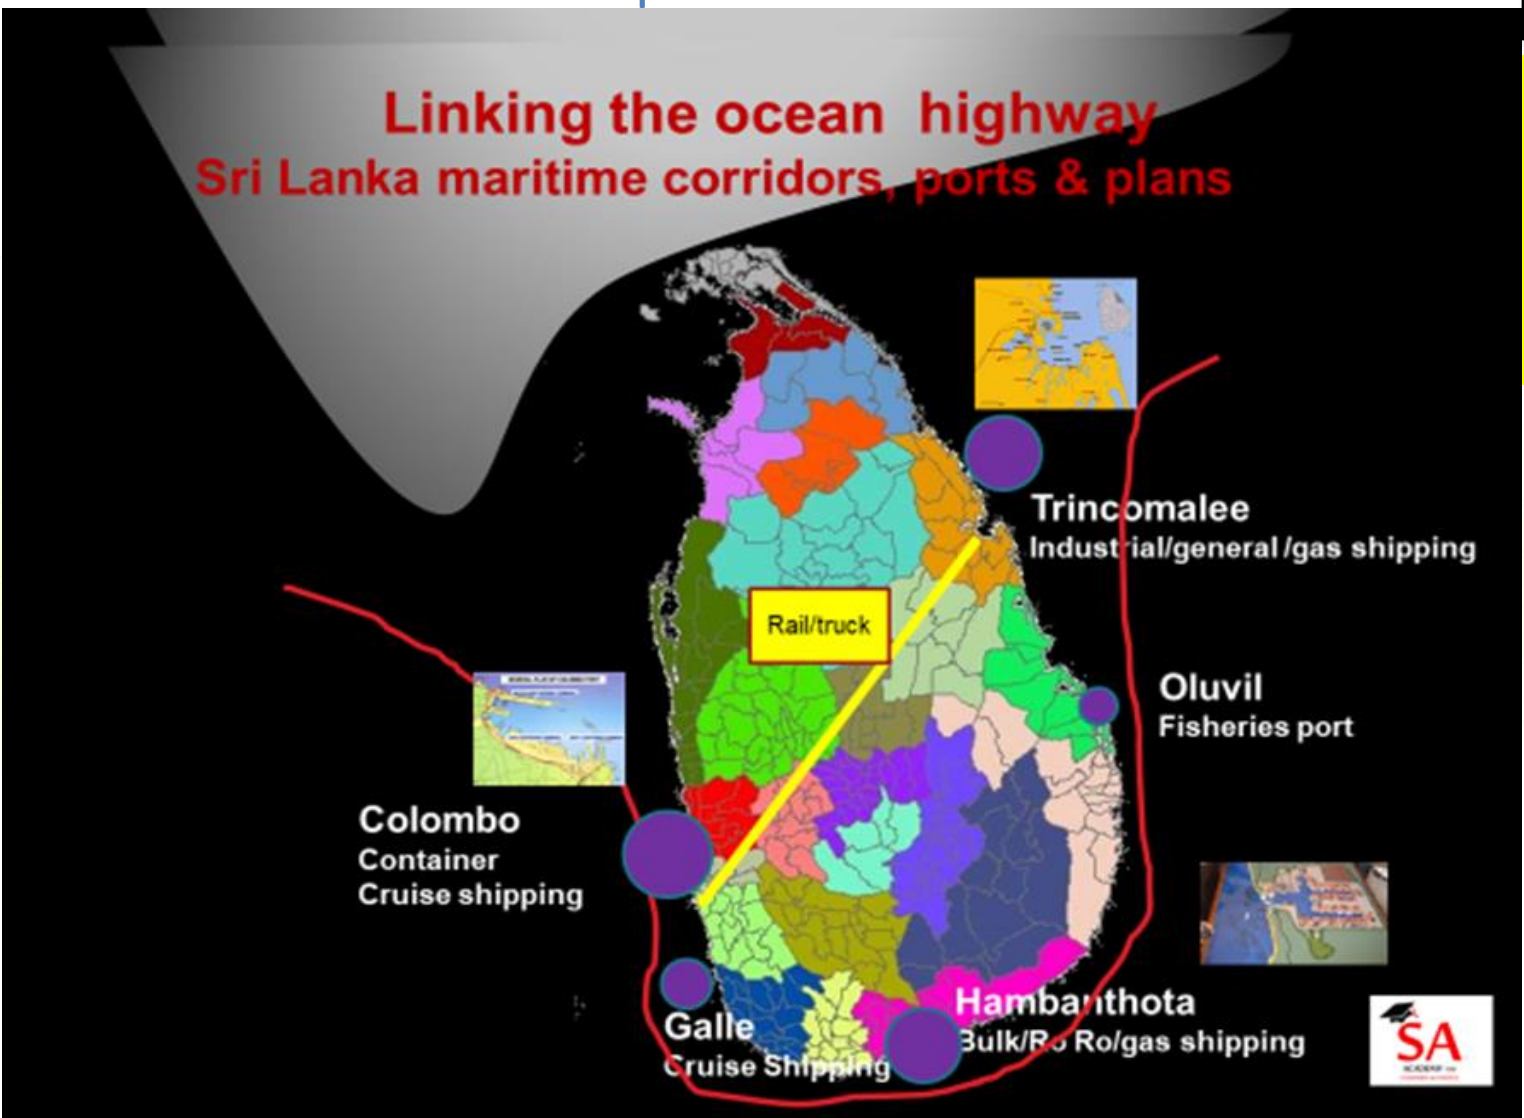 Linking the ocean highway
Sri Lanka maritime corridors, ports & plans
Trincomalee
Industrial/general/gas shipping
Rail/truck
Oluvil
Fisheries port
Colombo
Container
Cruise shipping
Hambanthota
Bulk/Ro Ro/gas shipping
Galle
Cruise Shipping
SA